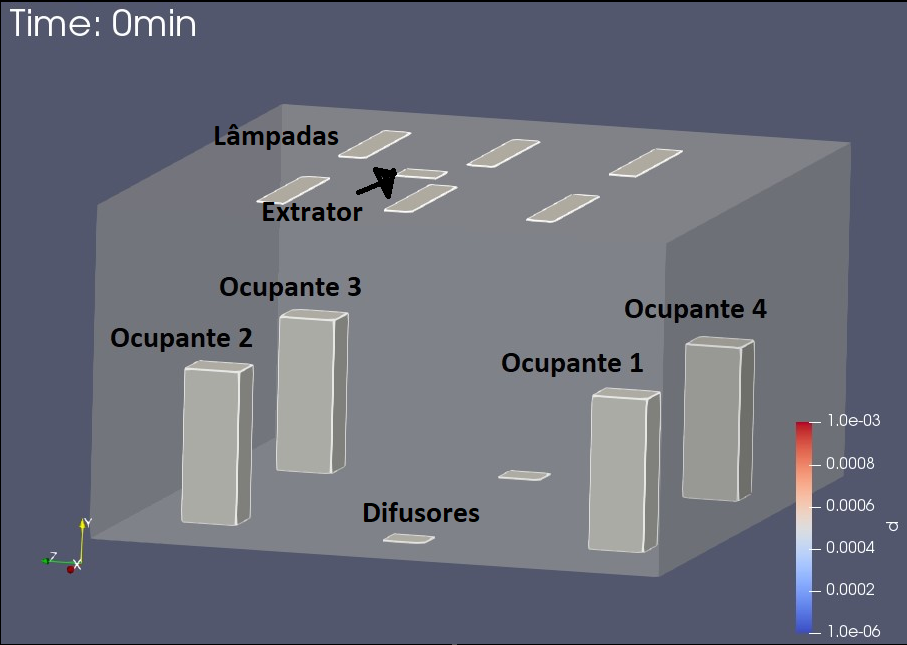 Time: 0min
Lâmpadas
Extrator
Ocupante 3
Ocupante 4
Ocupante 2
Ocupante 1
Difusores
1.0e-03
0.0008
0.0006
0.0004
0.0002
1.0e-06
d
Y
Z
X